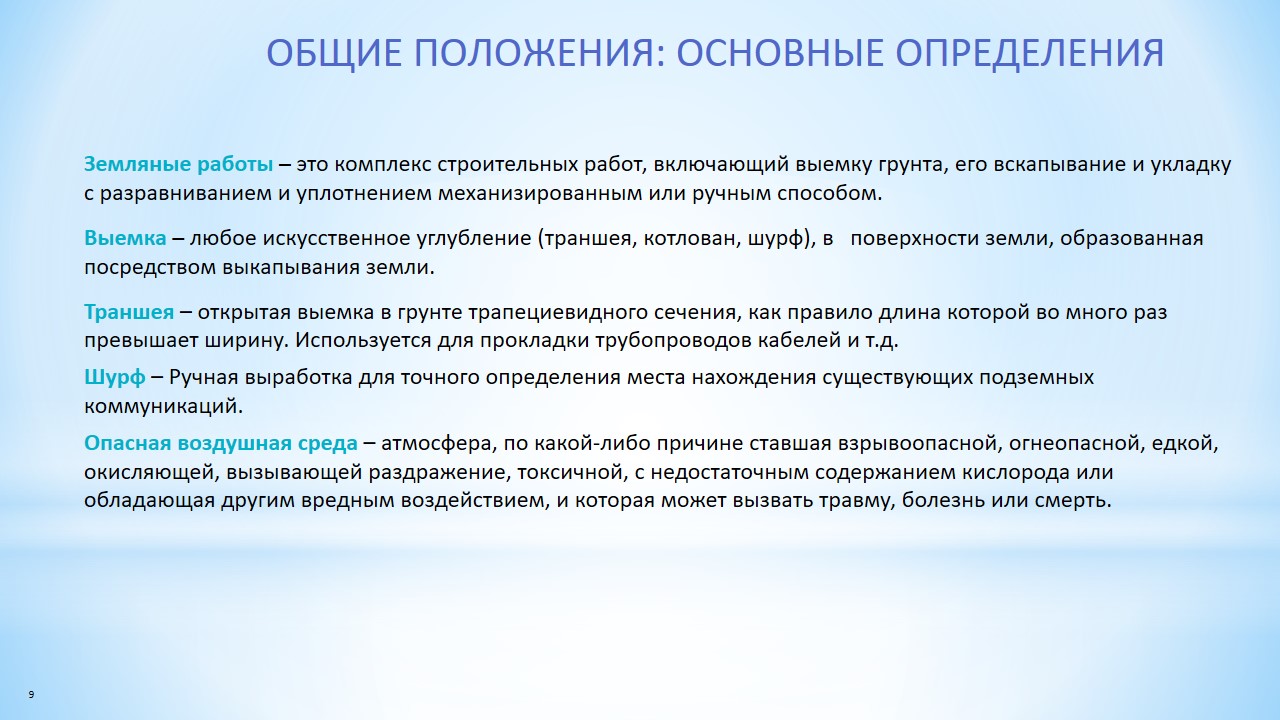 ОБЩИЕ ПОЛОЖЕНИЯ: ОСНОВНЫЕ ОПРЕДЕЛЕНИЯ
Земляные работы – это комплекс строительных работ, включающий выемку грунта, его вскапывание и укладку
с разравниванием и уплотнением механизированным или ручным способом.
Выемка – любое искусственное углубление (траншея, котлован, шурф), в   поверхности земли, образованная
посредством выкапывания земли.
Траншея – открытая выемка в грунте трапециевидного сечения, как правило длина которой во много раз
превышает ширину. Используется для прокладки трубопроводов кабелей и т.д.
Шурф – Ручная выработка для точного определения места нахождения существующих подземных
коммуникаций.
Опасная воздушная среда – атмосфера, по какой-либо причине ставшая взрывоопасной, огнеопасной, едкой,
окисляющей, вызывающей раздражение, токсичной, с недостаточным содержанием кислорода или
обладающая другим вредным воздействием, и которая может вызвать травму, болезнь или смерть.
9